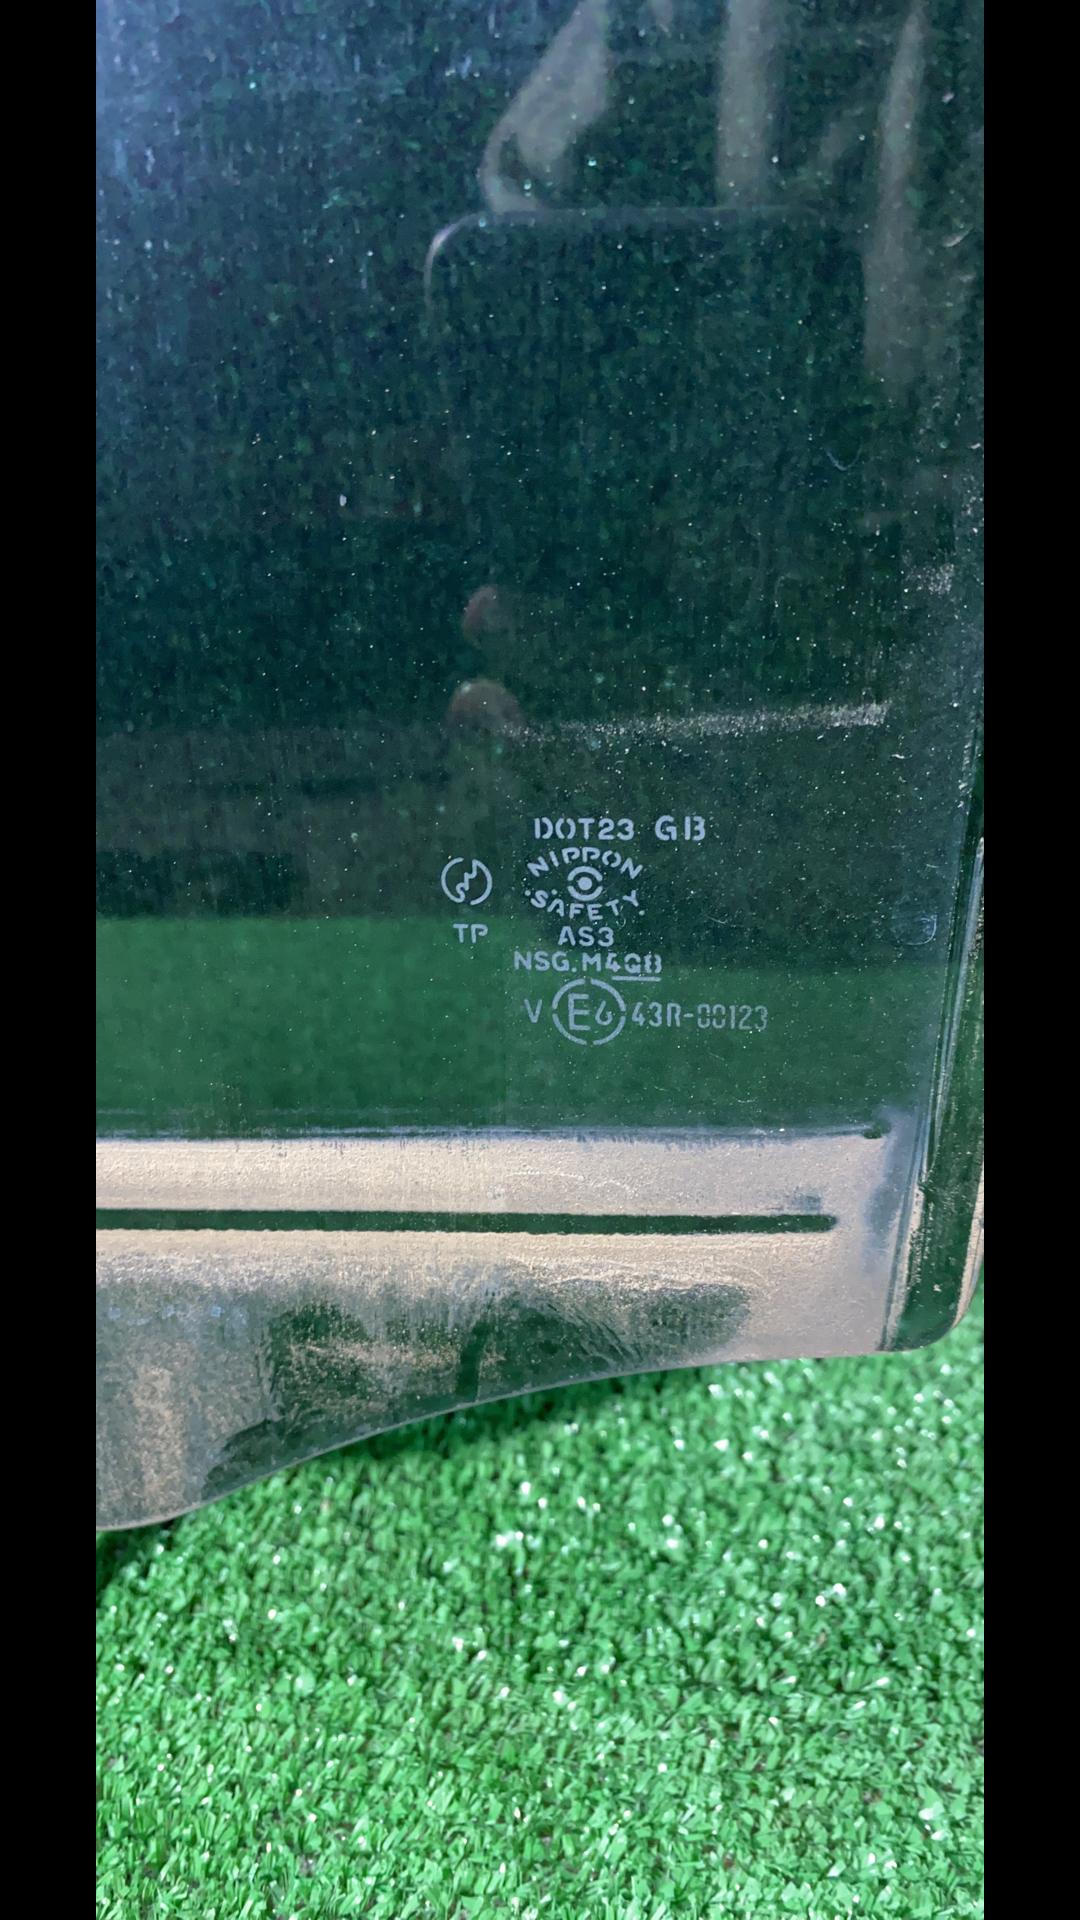 DOT23 GB
NIPPON
SAFETY
TP
AS3
NSG.M4G8
V E6 43R-00123